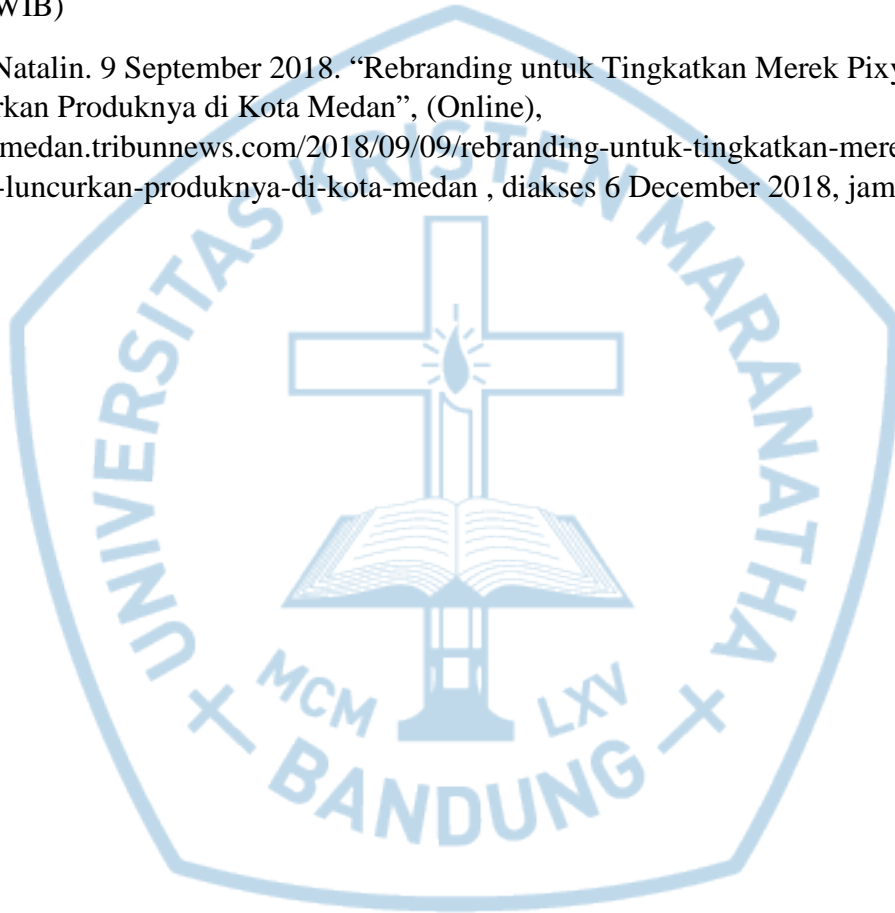 WIB)
Natalin. 9 September 2018. “Rebranding untuk Tingkatkan Merek Pixy
rkan Produknya di Kota Medan”, (Online),
medan.tribunnews.com/2018/09/09/rebranding-untuk-tingkatkan-mere
-luncurkan-produknya-di-kota-medan , diakses 6 December 2018, jam
UNIVERSITAS KRISTEN MARANATHA
MCM LXV
BANDUNG